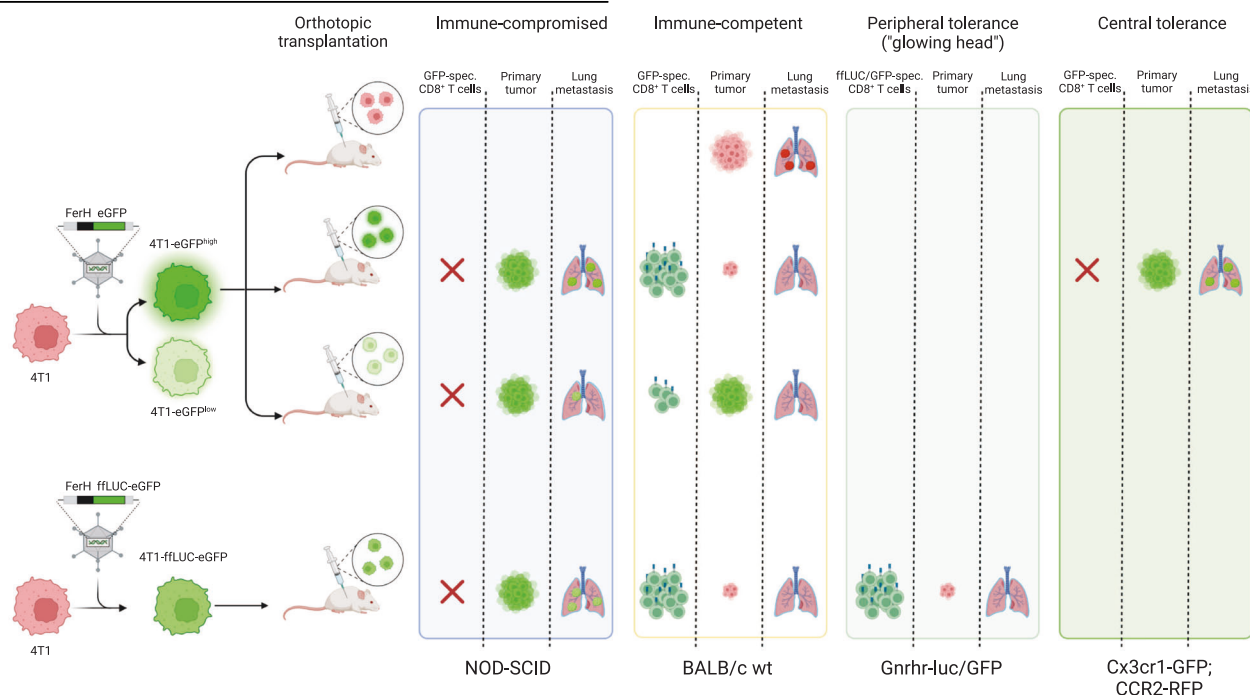 Orthotopic
transplantation
Immune-compromised
Immune-competent
Peripheral tolerance
("glowing head")
Central tolerance
GFP-spec.
CD8⁺ T cells
Primary
tumor
Lung
metastasis
GFP-spec.
CD8⁺ T cells
Primary
tumor
Lung
metastasis
ffLUC/GFP-spec.
CD8⁺ T cells
Primary
tumor
Lung
metastasis
GFP-spec.
CD8⁺ T cells
Primary
tumor
Lung
metastasis
FerH eGFP
4T1-eGFPhigh
4T1
4T1-eGFPlow
FerH ffLUC-eGFP
4T1-ffLUC-eGFP
4T1
NOD-SCID
BALB/c wt
Gnrhr-luc/GFP
Cx3cr1-GFP;
CCR2-RFP